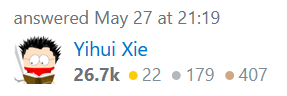 answered May 27 at 21:19
Yihui Xie
26.7k ● 22 ● 179 ● 407